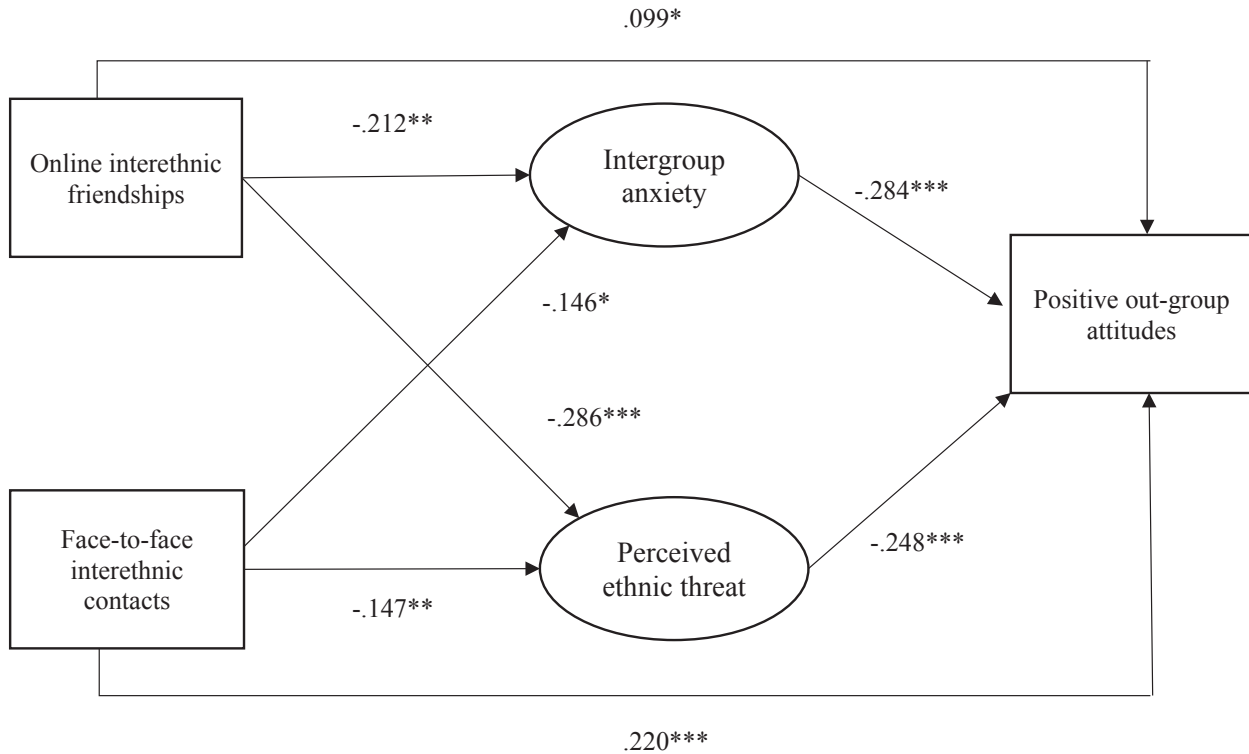 .099*
-.212**
Online interethnic
friendships
Intergroup
anxiety
-.284***
-.146*
Positive out-group
attitudes
-.286***
Face-to-face
interethnic
contacts
Perceived
ethnic threat
-.248***
-.147**
.220***